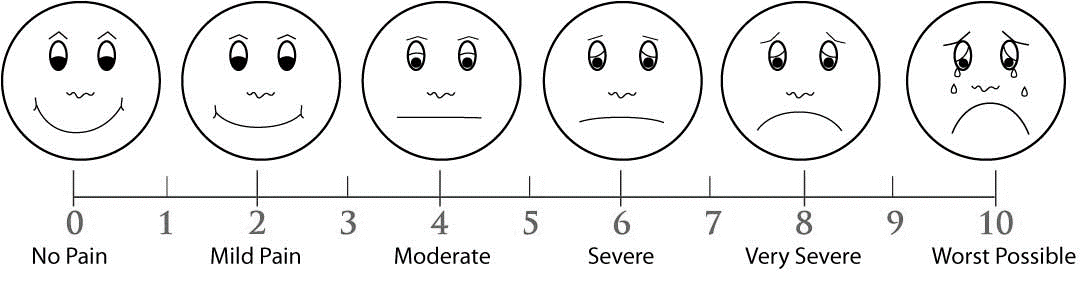 0 1 2 3 4 5 6 7 8 9 10
No Pain Mild Pain Moderate Severe Very Severe Worst Possible